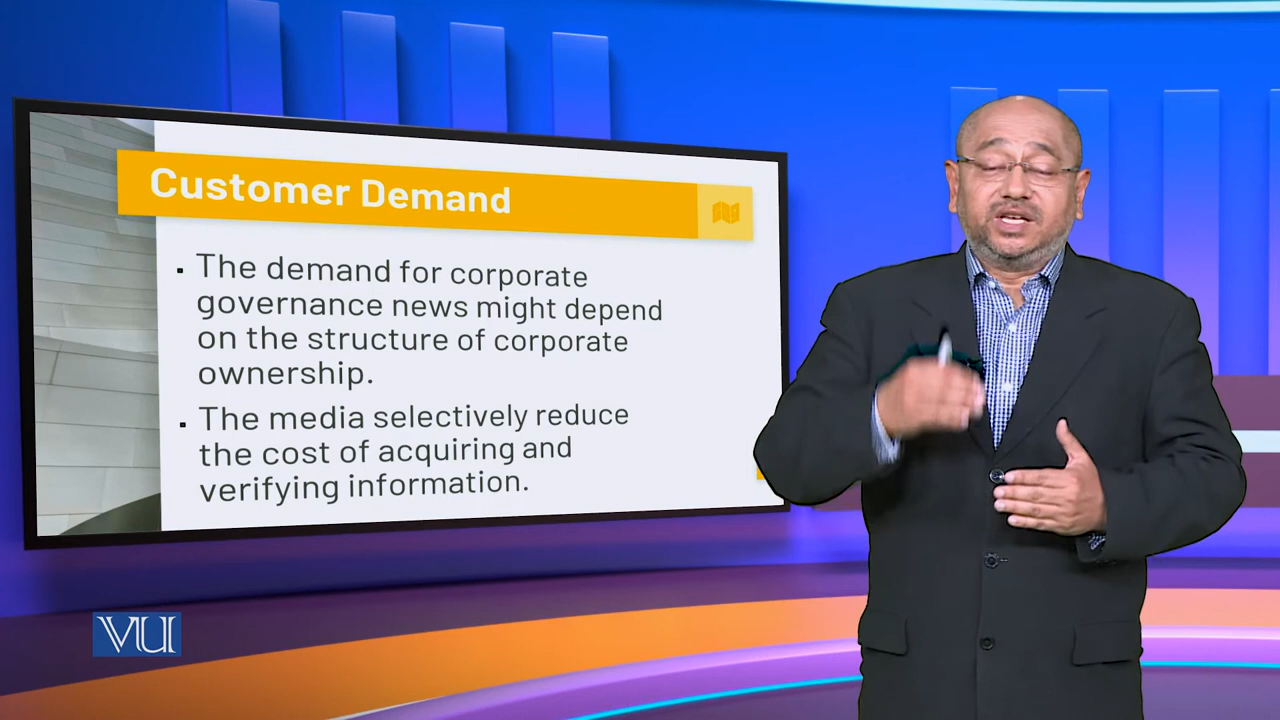 Customer Demand
▪ The demand for corporate
governance news might depend
on the structure of corporate
ownership.
▪ The media selectively reduce
the cost of acquiring and
verifying information.
VU